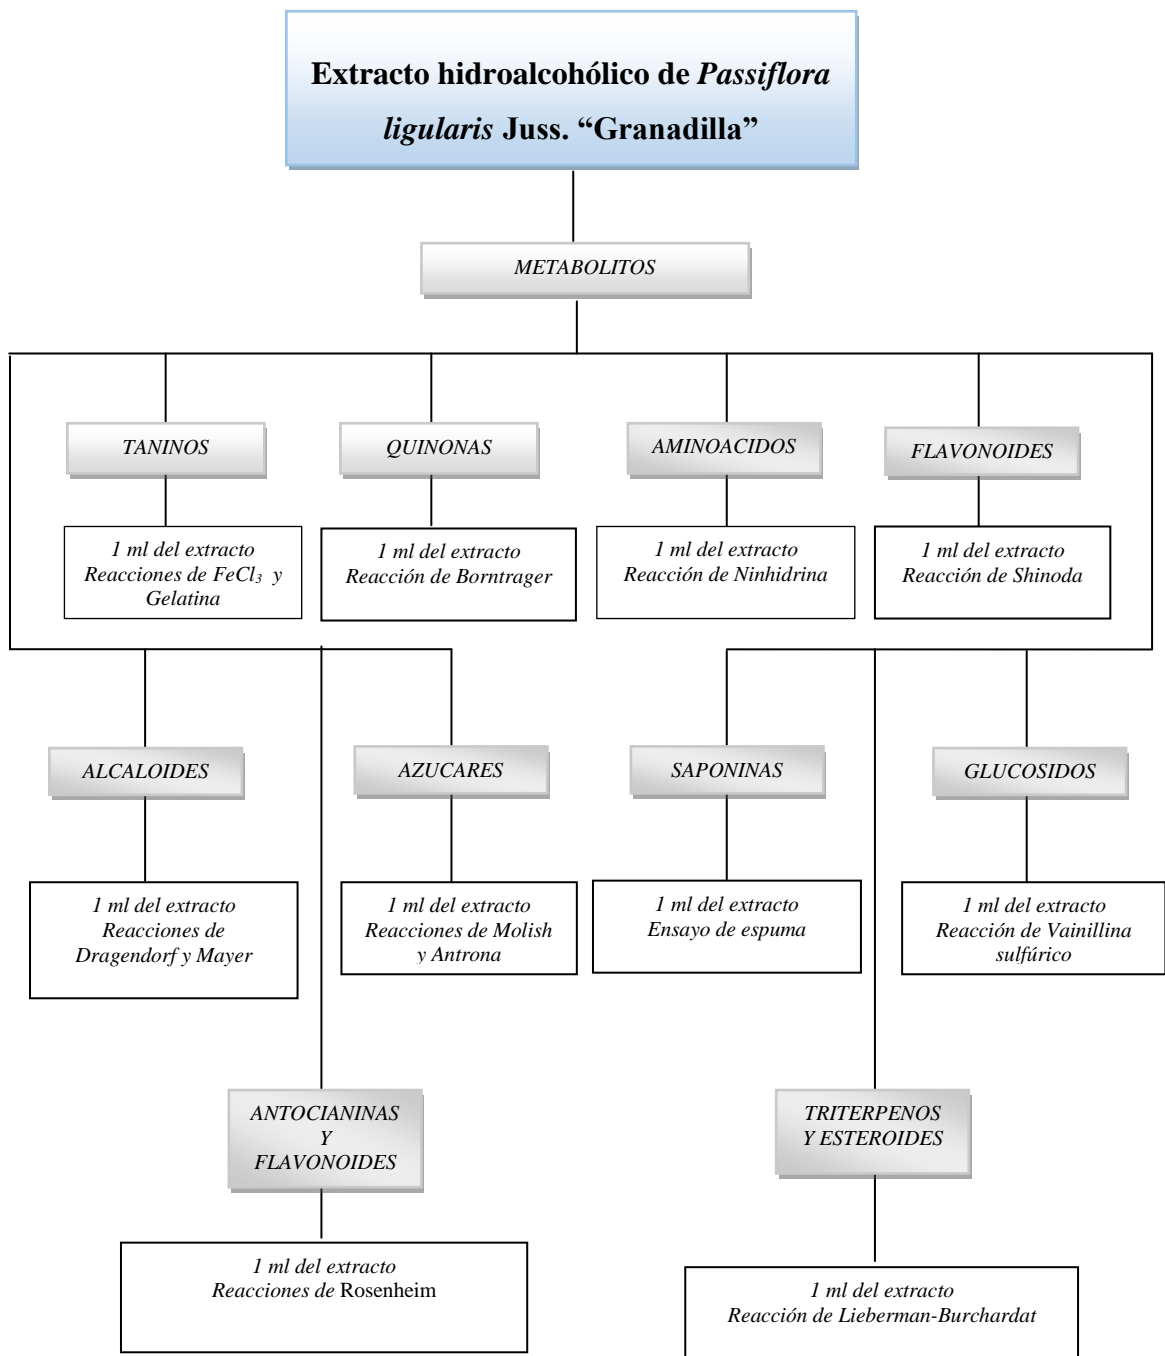 Extracto hidroalcohólico de Passiflora
ligularis Juss. “Granadilla”
METABOLITOS
TANINOS
QUINONAS
AMINOACIDOS
FLAVONOIDES
1 ml del extracto
Reacciones de FeCl₃ y
Gelatina
1 ml del extracto
Reacción de Borntrager
1 ml del extracto
Reacción de Ninhidrina
1 ml del extracto
Reacción de Shinoda
ALCALOIDES
AZUCARES
SAPONINAS
GLUCOSIDOS
1 ml del extracto
Reacciones de
Dragendorf y Mayer
1 ml del extracto
Reacciones de Molish
y Antrona
1 ml del extracto
Ensayo de espuma
1 ml del extracto
Reacción de Vainillina
sulfúrico
ANTOCIANINAS
Y
FLAVONOIDES
TRITERPENOS
Y ESTEROIDES
1 ml del extracto
Reacciones de Rosenheim
1 ml del extracto
Reacción de Lieberman-Burchardat